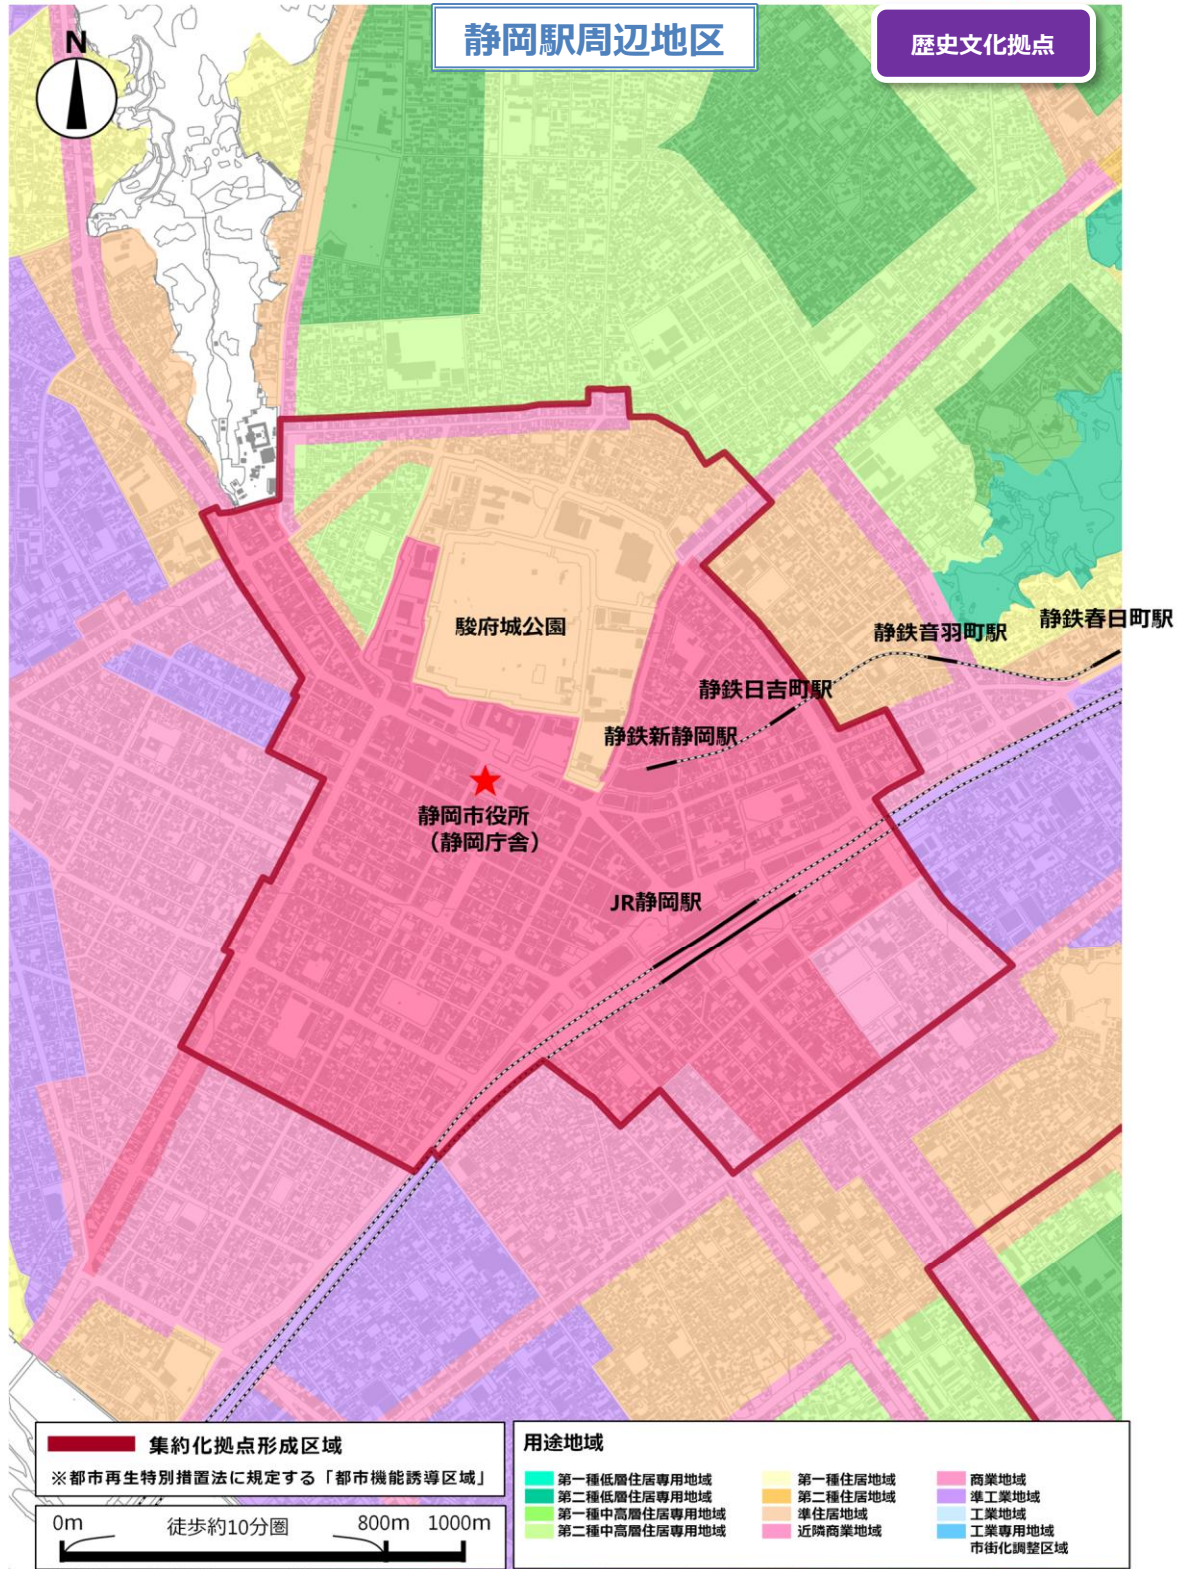 静岡駅周辺地区
歴史文化拠点
N
駿府城公園
静鉄春日町駅
静鉄音羽町駅
静鉄日吉町駅
静鉄新静岡駅
静岡市役所
（静岡庁舎）
JR静岡駅
集約化拠点形成区域
※都市再生特別措置法に規定する「都市機能誘導区域」
0m 徒歩約10分圏 800m 1000m
用途地域
第一種低層住居専用地域
第二種低層住居専用地域
第一種中高層住居専用地域
第二種中高層住居専用地域
第一種住居地域
第二種住居地域
準住居地域
近隣商業地域
商業地域
準工業地域
工業地域
工業専用地域
市街化調整区域